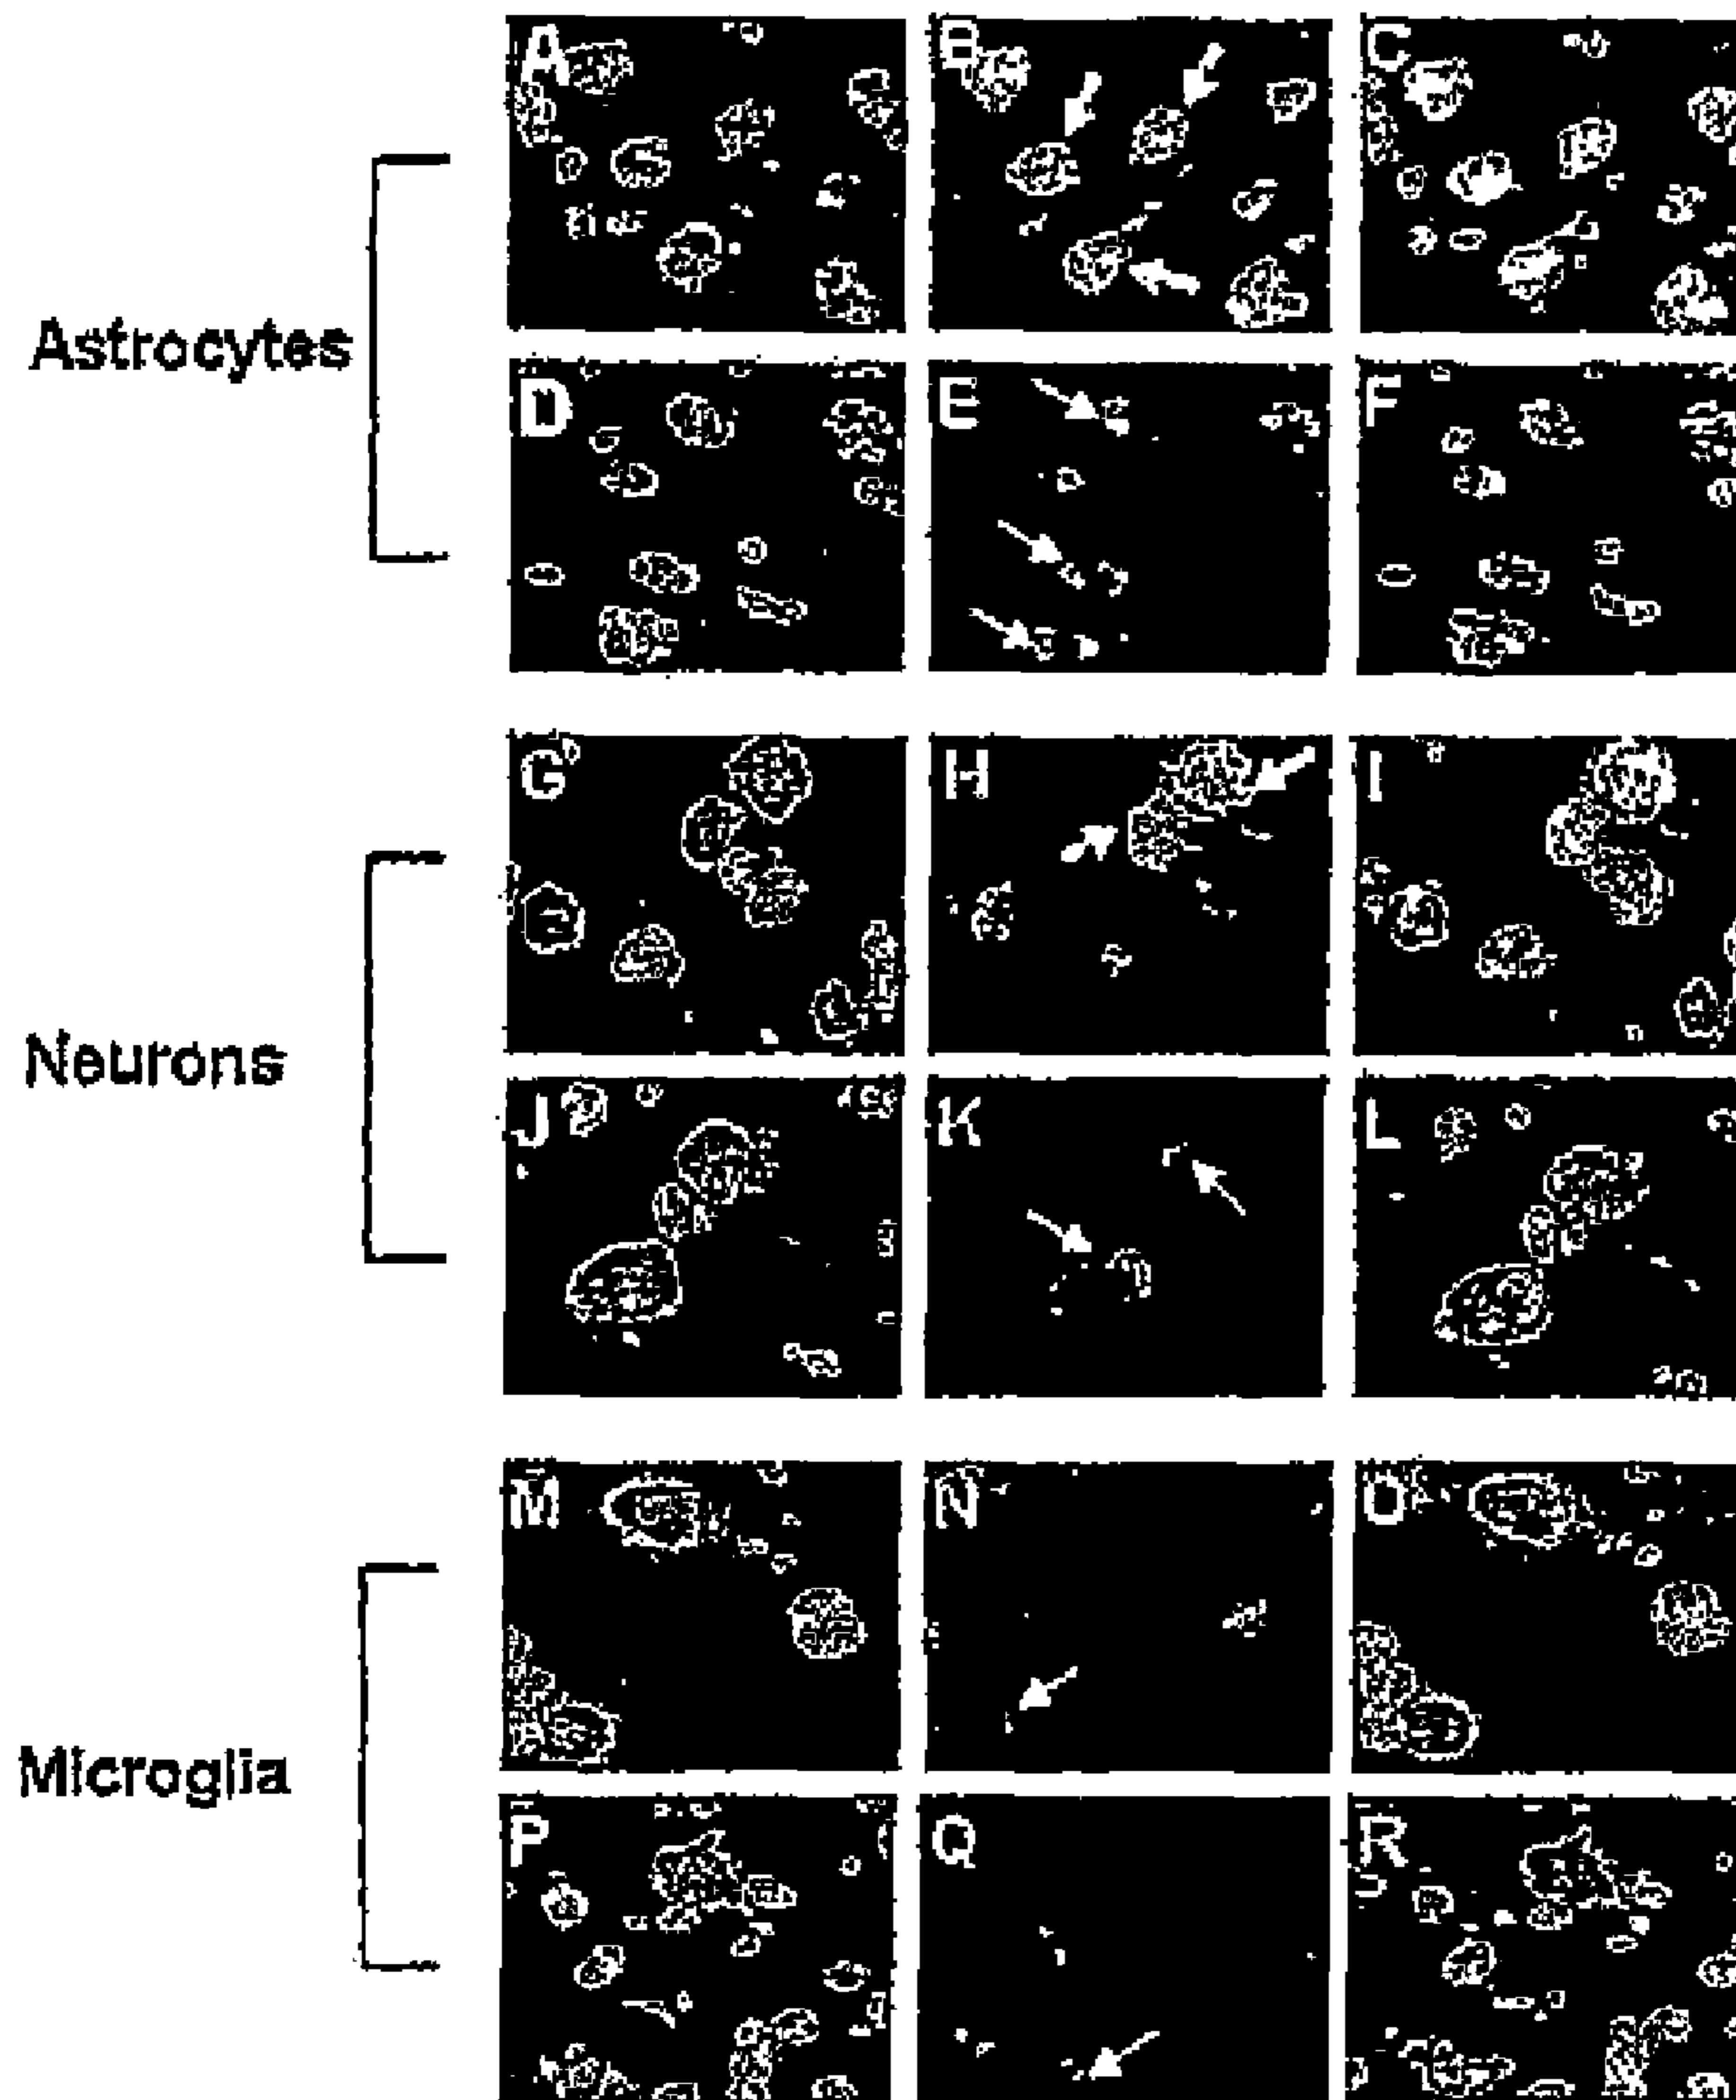 A B C
Astrocytes
D E F
G H I
Neurons
J K L
M N O
Microglia
P Q R